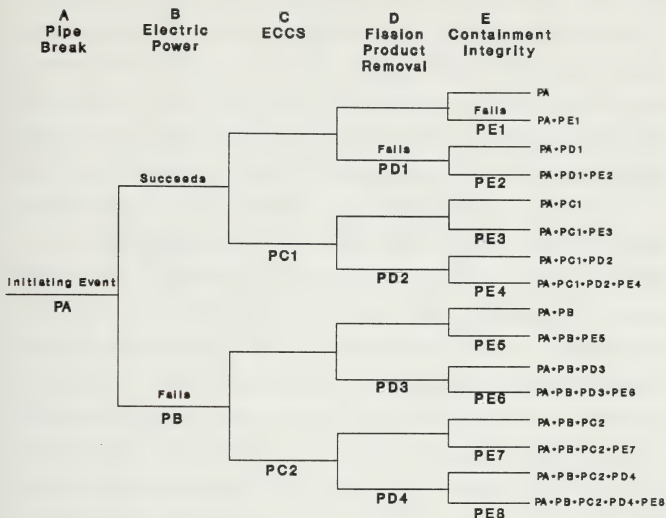 A
Pipe
Break
B
Electric
Power
C
ECCS
D
Fission
Product
Removal
E
Containment
Integrity
PA
Fails
PE1
PA•PE1
Succeeds
Fails
PD1
PA•PD1
PE2
PA•PD1•PE2
PC1
PA•PC1
PE3
PA•PC1•PE3
PD2
PA•PC1•PD2
PE4
PA•PC1•PD2•PE4
Initiating Event
PA
PA•PB
PE5
PA•PB•PE5
Fails
PB
PD3
PA•PB•PD3
PE6
PA•PB•PD3•PE6
PC2
PA•PB•PC2
PE7
PA•PB•PC2•PE7
PD4
PA•PB•PC2•PD4
PE8
PA•PB•PC2•PD4•PE8